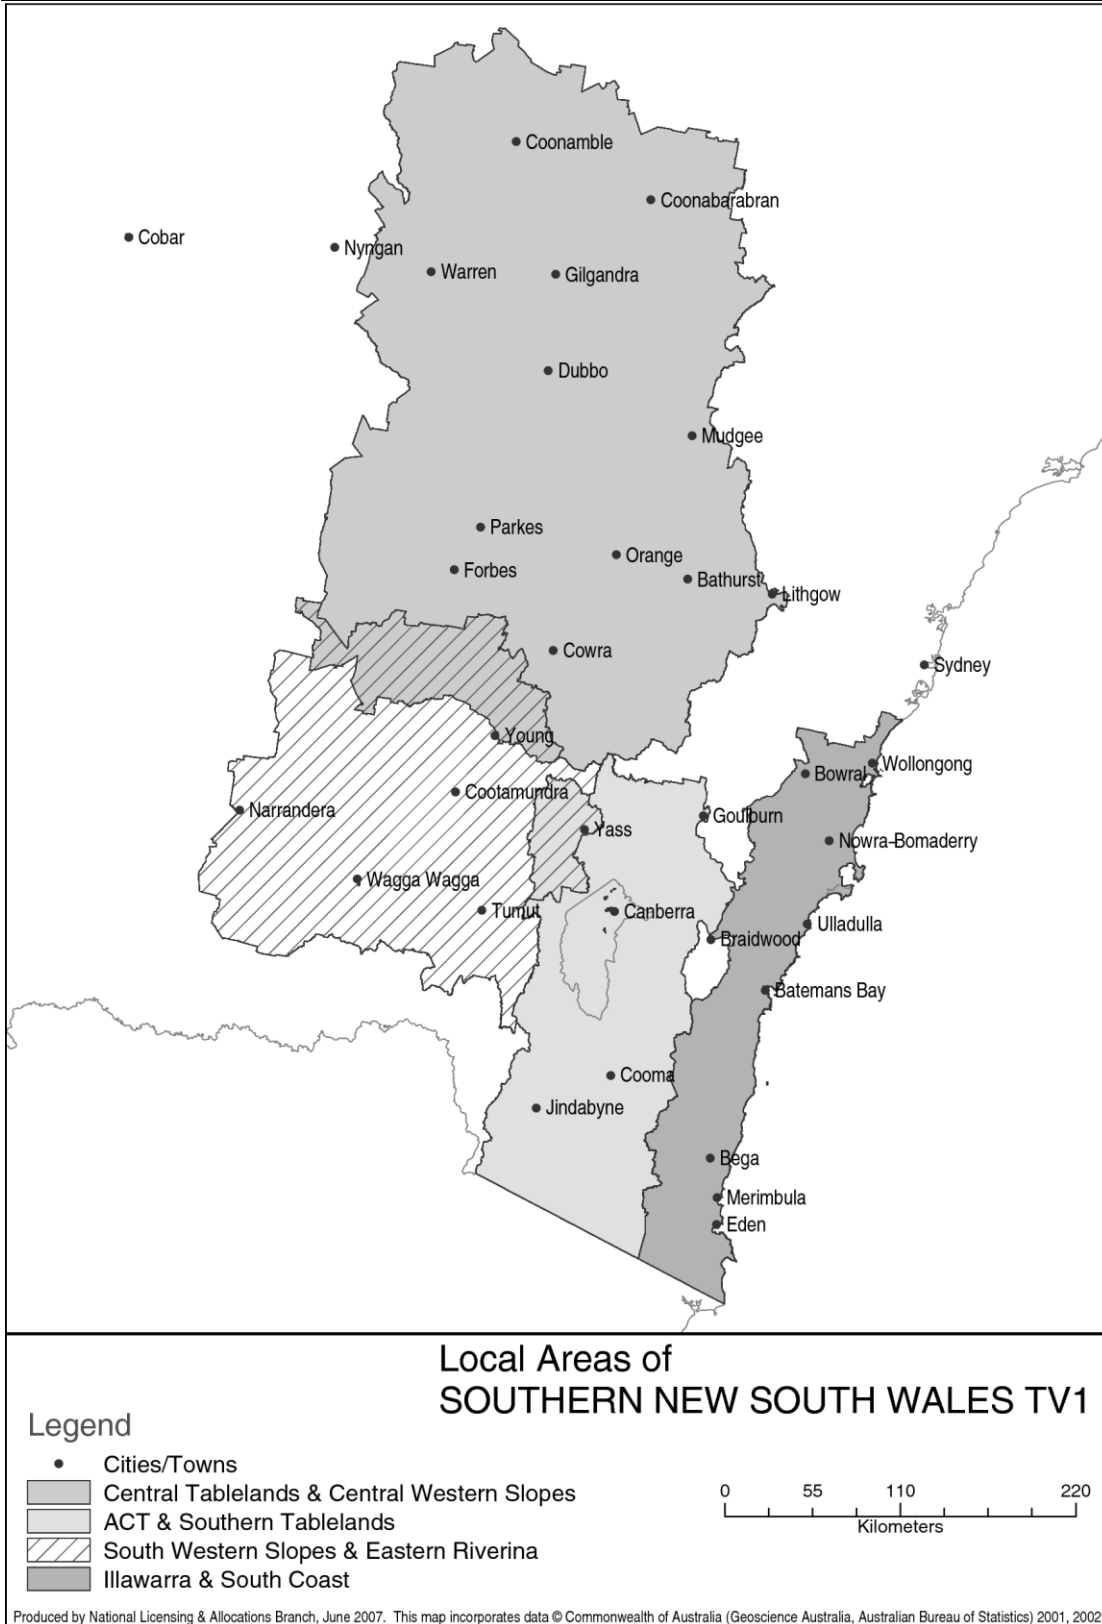 Coonamble
Coonabarabran
Cobar
Nyngan
Warren
Gilgandra
Dubbo
Mudgee
Parkes
Orange
Forbes
Bathurst
Lithgow
Cowra
Sydney
Young
Wollongong
Bowral
Cootamundra
Narrandera
Goulburn
Yass
Nowra-Bomaderry
Wagga Wagga
Tumut
Canberra
Ulladulla
Braidwood
Batemans Bay
Cooma
Jindabyne
Bega
Merimbula
Eden
Local Areas of
SOUTHERN NEW SOUTH WALES TV1
Legend
Cities/Towns
Central Tablelands & Central Western Slopes
ACT & Southern Tablelands
South Western Slopes & Eastern Riverina
Illawarra & South Coast
0 55 110 220
Kilometers
Produced by National Licensing & Allocations Branch, June 2007. This map incorporates data © Commonwealth of Australia (Geoscience Australia, Australian Bureau of Statistics) 2001, 2002